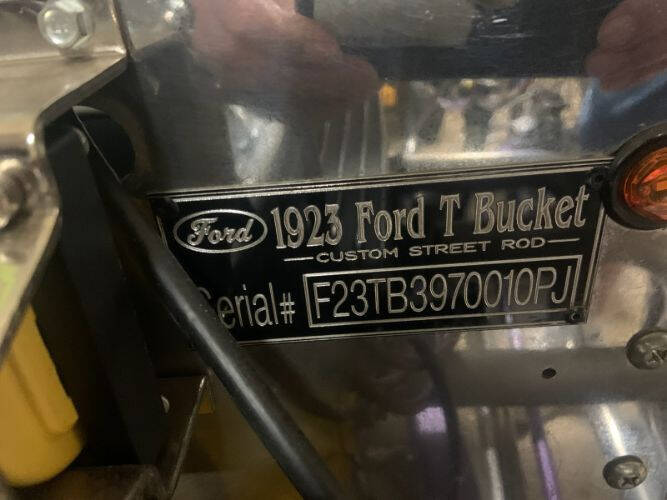 Ford 1923 Ford T Bucket
CUSTOM STREET ROD
Serial# F23TB3970010PJ